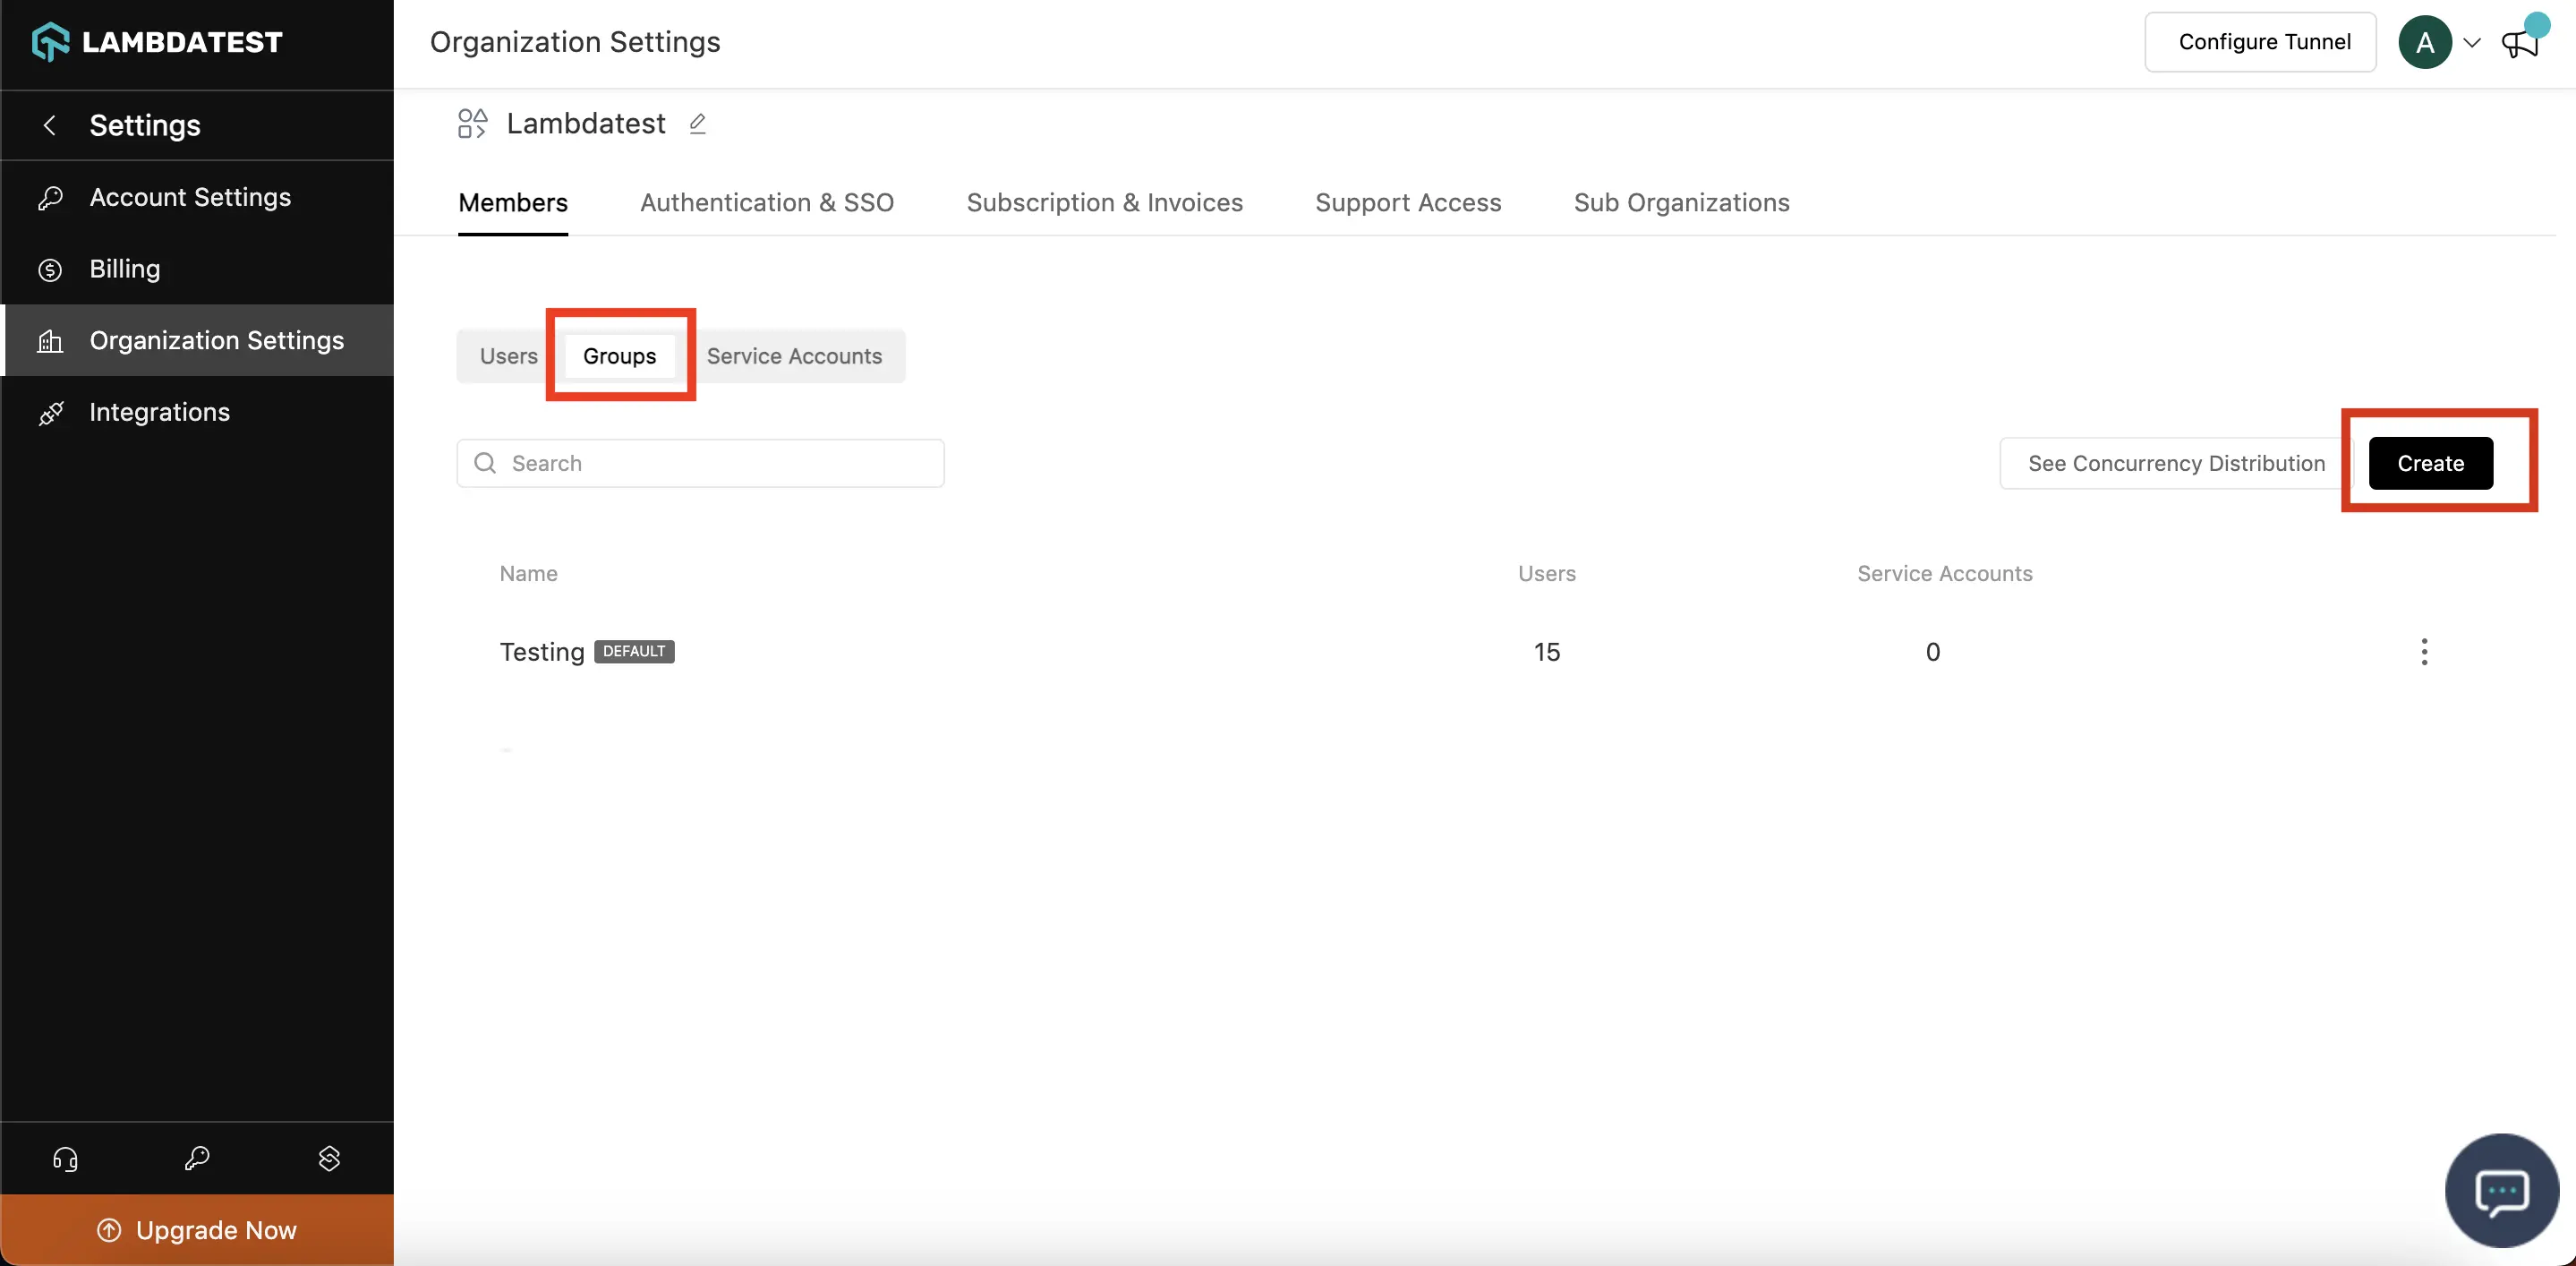 LAMBDATEST
Organization Settings
Configure Tunnel
A
Settings
Lambdatest
Account Settings
Members
Authentication & SSO
Subscription & Invoices
Support Access
Sub Organizations
Billing
Organization Settings
Users
Groups
Service Accounts
Integrations
Search
See Concurrency Distribution
Create
Name
Users
Service Accounts
Testing DEFAULT
15
0
Upgrade Now